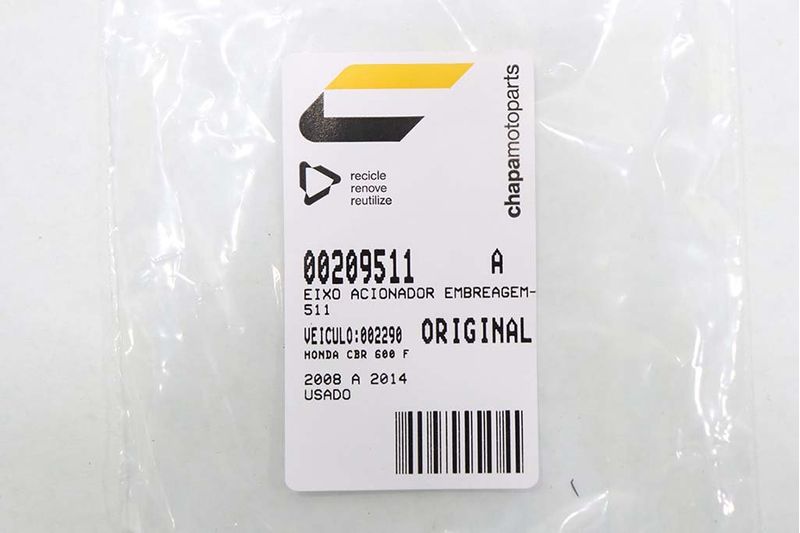 chapamotoparts
recicle
renove
reutilize
00209511 A
EIXO ACIONADOR EMBREAGEM-
511
VEICULO:002290 ORIGINAL
HONDA CBR 600 F
2008 A 2014
USADO